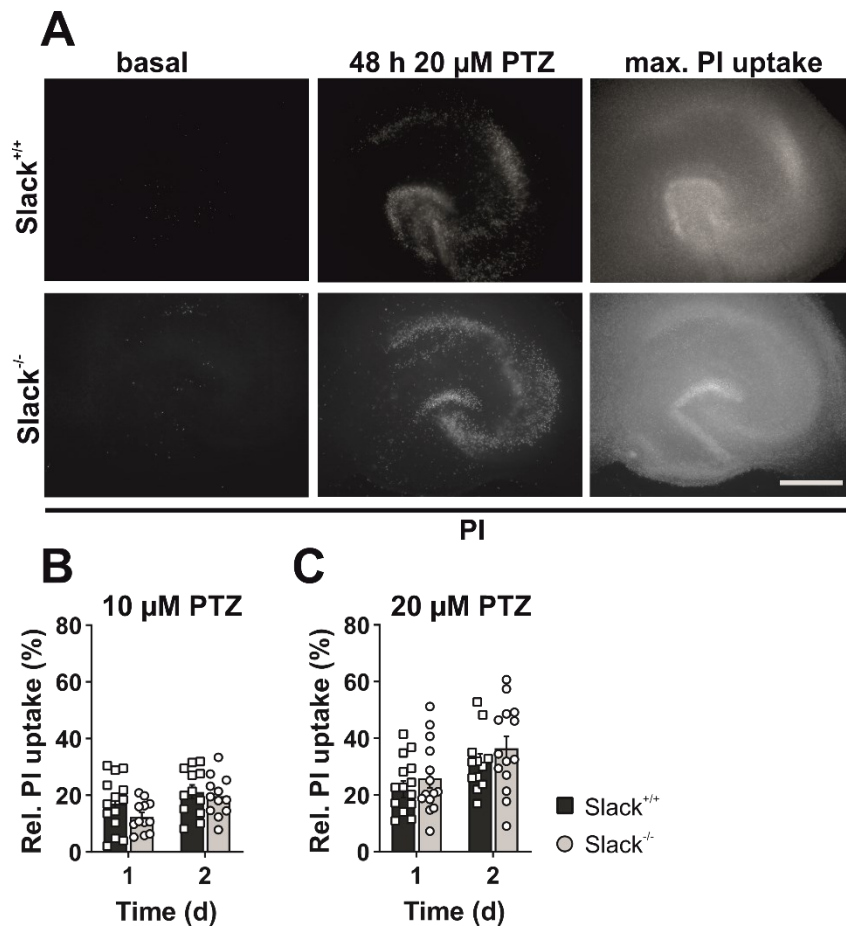 A
basal 48 h 20 µM PTZ max. PI uptake
Slack+/+
Slack-/-
PI
B
10 µM PTZ
Rel. PI uptake (%)
80
60
40
20
0
1 2
Time (d)
C
20 µM PTZ
Rel. PI uptake (%)
80
60
40
20
0
1 2
Time (d)
Slack+/+
Slack-/-